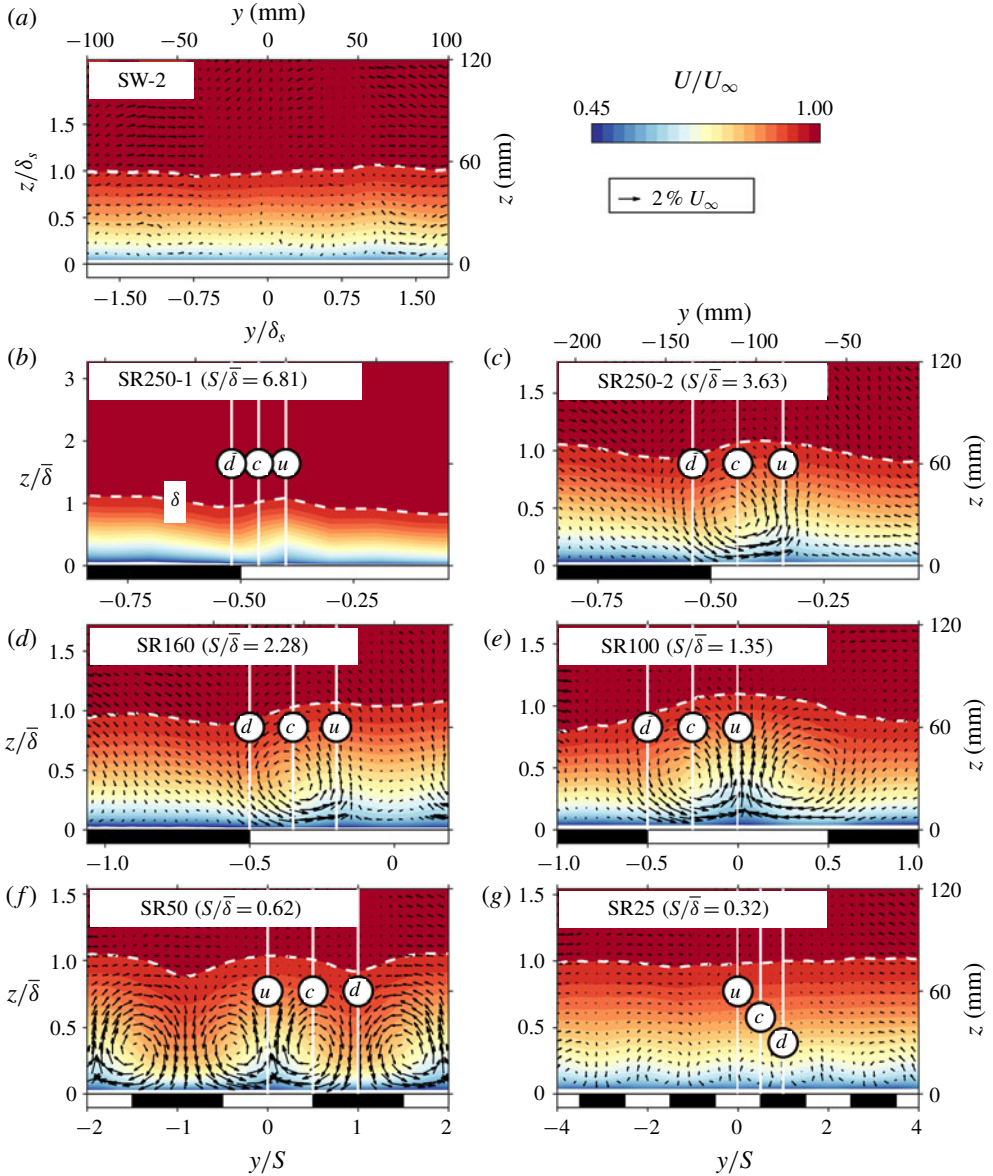 (a)
y (mm)
−100 −50 0 50 100
SW-2
1.5
1.0
0.5
0
z/δs
120
60
0
z (mm)
−1.50 −0.75 0 0.75 1.50
y/δs
U/U∞
0.45 1.00
2 % U∞
(b)
SR250-1 (S/δ̅ = 6.81)
3
2
1
0
z/δ̅
δ
d c u
−0.75 −0.50 −0.25
(c)
y (mm)
−200 −150 −100 −50
SR250-2 (S/δ̅ = 3.63)
1.5
1.0
0.5
0
d c u
120
60
0
z (mm)
−0.75 −0.50 −0.25
(d)
SR160 (S/δ̅ = 2.28)
1.5
1.0
0.5
0
z/δ̅
d c u
−1.0 −0.5 0
(e)
SR100 (S/δ̅ = 1.35)
1.5
1.0
0.5
0
d c u
120
60
0
z (mm)
−1.0 −0.5 0 0.5 1.0
(f)
SR50 (S/δ̅ = 0.62)
1.5
1.0
0.5
0
z/δ̅
u c d
−2 −1 0 1 2
y/S
(g)
SR25 (S/δ̅ = 0.32)
1.5
1.0
0.5
0
u
c
d
120
60
0
z (mm)
−4 −2 0 2 4
y/S